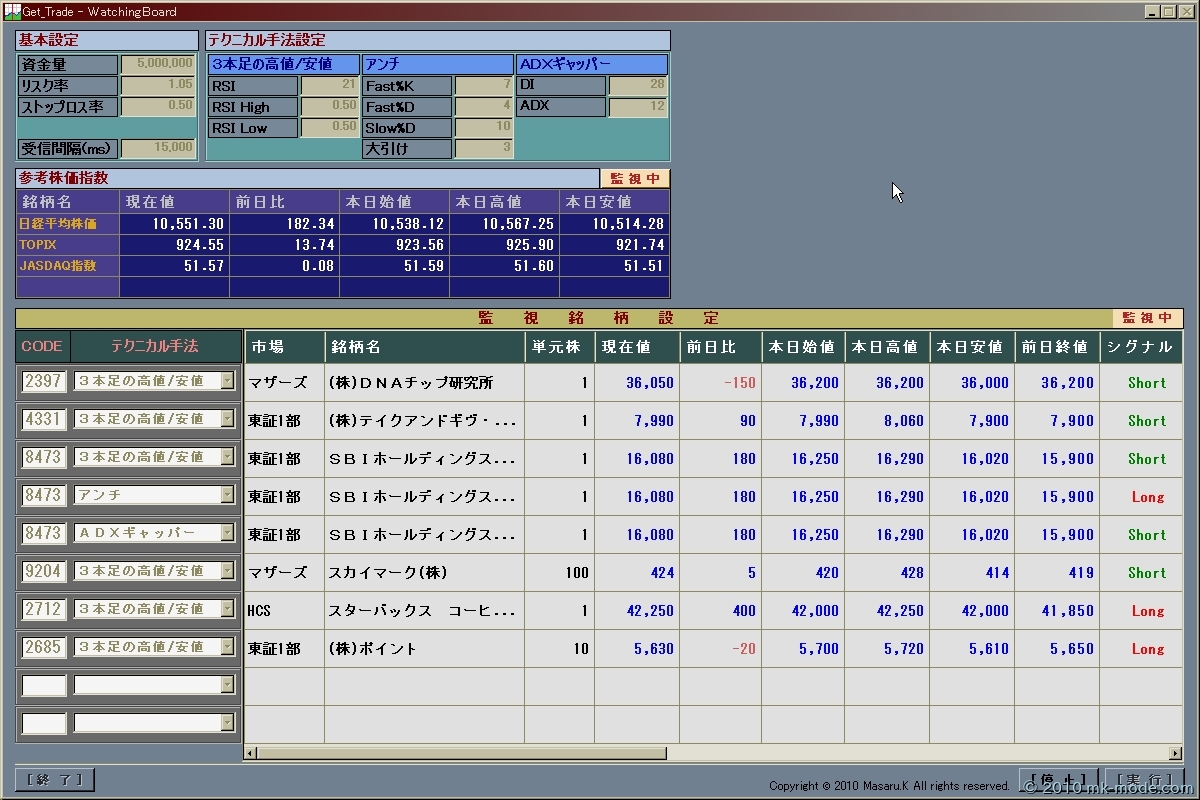 Get_Trade - WatchingBoard
基本設定
資金量 5,000,000
リスク率 1.05
ストップロス率 0.50
受信間隔(ms) 15,000
テクニカル手法設定
3本足の高値/安値 アンチ ADXギャッパー
RSI 21 Fast%K 7 DI 28
RSI High 0.50 Fast%D 4 ADX 12
RSI Low 0.50 Slow%D 10
大引け 3
参考株価指数 監視中
銘柄名 現在値 前日比 本日始値 本日高値 本日安値
日経平均株価 10,551.30 182.34 10,538.12 10,567.25 10,514.28
TOPIX 924.55 13.74 923.56 925.90 921.74
JASDAQ指数 51.57 0.08 51.59 51.60 51.51
監視銘柄設定 監視中
CODE テクニカル手法 市場 銘柄名 単元株 現在値 前日比 本日始値 本日高値 本日安値 前日終値 シグナル
2397 3本足の高値/安値 マザーズ (株)DNAチップ研究所 1 36,050 -150 36,200 36,200 36,000 36,200 Short
4331 3本足の高値/安値 東証1部 (株)テイクアンドギヴ・... 1 7,990 90 7,990 8,060 7,900 7,900 Short
8473 3本足の高値/安値 東証1部 SBIホールディングス... 1 16,080 180 16,250 16,290 16,020 15,900 Short
8473 アンチ 東証1部 SBIホールディングス... 1 16,080 180 16,250 16,290 16,020 15,900 Long
8473 ADXギャッパー 東証1部 SBIホールディングス... 1 16,080 180 16,250 16,290 16,020 15,900 Short
9204 3本足の高値/安値 マザーズ スカイマーク(株) 100 424 5 420 428 414 419 Short
2712 3本足の高値/安値 HCS スターバックス コーヒ... 1 42,250 400 42,000 42,250 42,000 41,850 Long
2685 3本足の高値/安値 東証1部 (株)ポイント 10 5,630 -20 5,700 5,720 5,610 5,650 Long
[終了] Copyright © 2010 Masaru.K All rights reserved. [停止] [実行]
© 2010 mk-mode.com